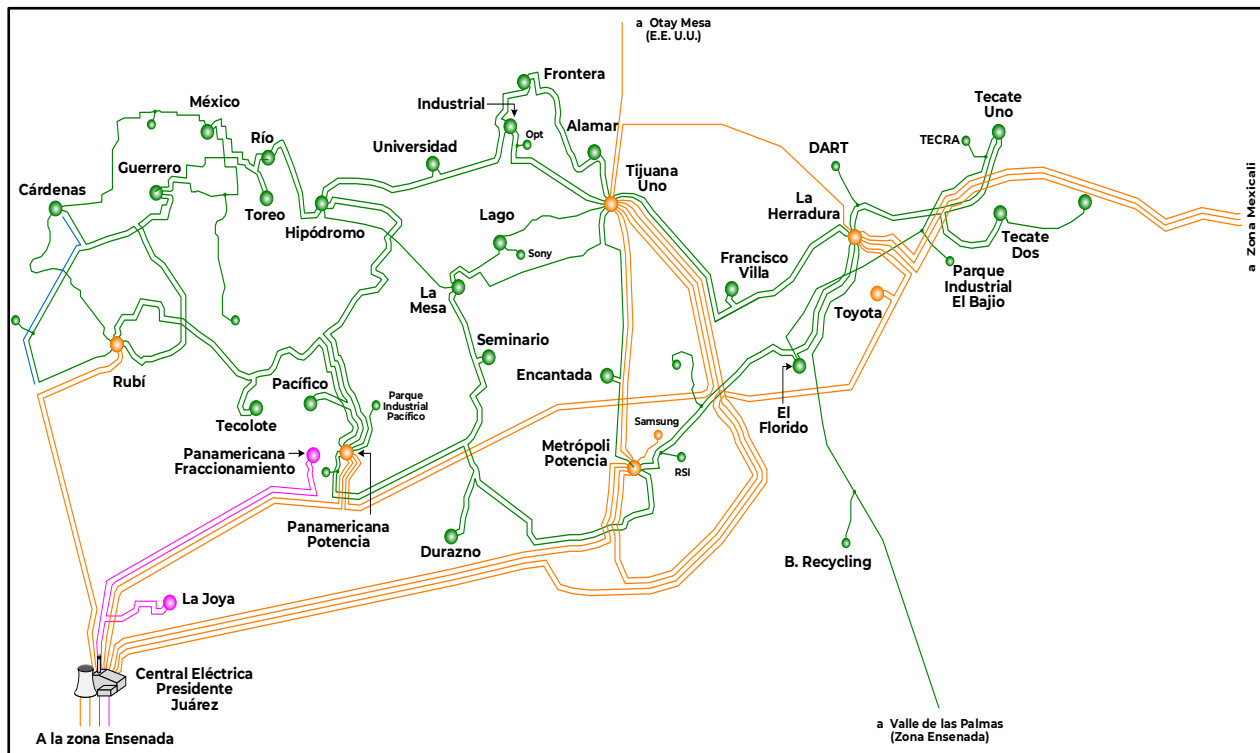 a Otay Mesa
(E.E. U.U.)
Frontera
México
Industrial
Tecate
Uno
Opt
Alamar
Río
TECRA
Universidad
DART
Guerrero
Tijuana
Uno
La
Herradura
Cárdenas
Toreo
Lago
Hipódromo
Sony
Tecate
Dos
a Zona Mexicali
Francisco
Villa
Parque
Industrial
El Bajio
La
Mesa
Toyota
Seminario
Rubí
Pacífico
Encantada
Parque
Industrial
Pacífico
Tecolote
El
Florido
Samsung
Panamericana
Fraccionamiento
Metrópoli
Potencia
RSI
Panamericana
Potencia
Durazno
B. Recycling
La Joya
Central Eléctrica
Presidente
Juárez
a Valle de las Palmas
(Zona Ensenada)
A la zona Ensenada